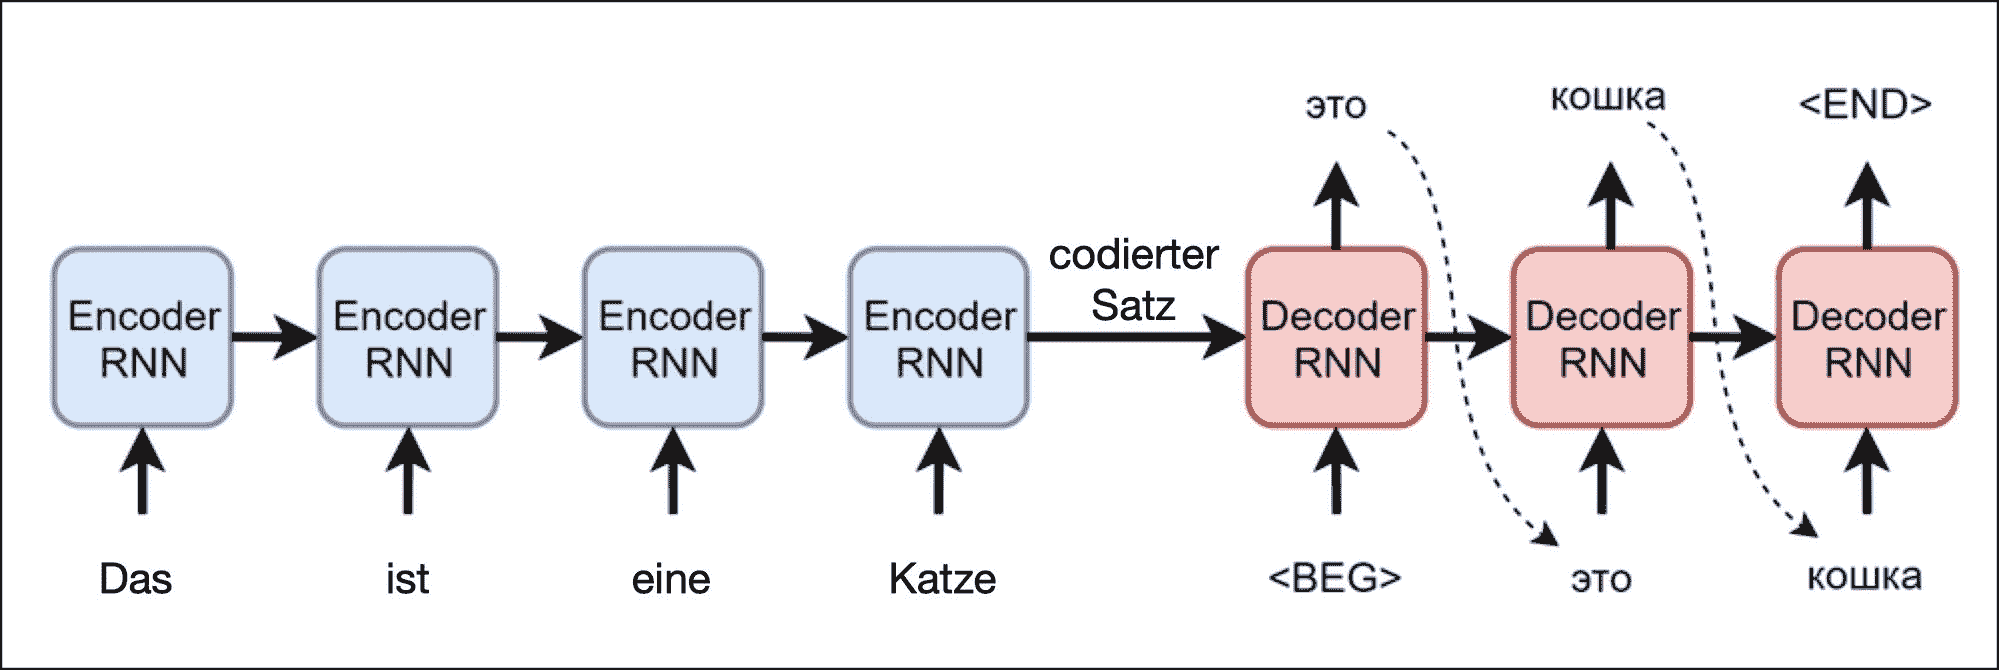 это
кошка
<END>
codierter
Satz
Encoder
RNN
Encoder
RNN
Encoder
RNN
Encoder
RNN
Decoder
RNN
Decoder
RNN
Decoder
RNN
Das
ist
eine
Katze
<BEG>
это
кошка